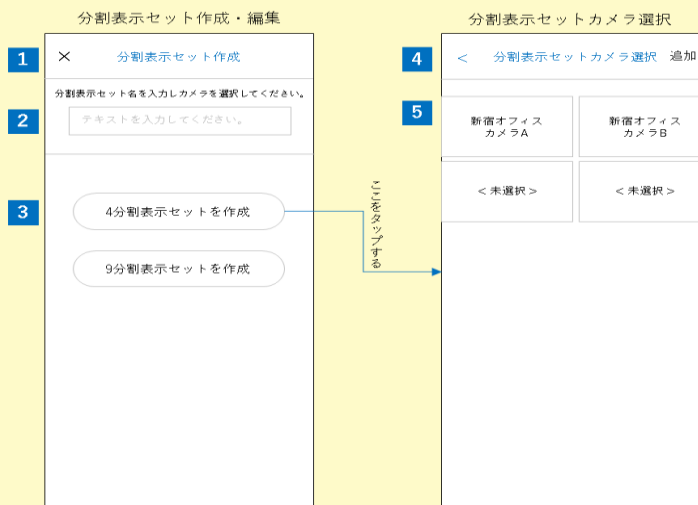 分割表示セット作成・編集
1
×
分割表示セット作成
分割表示セット名を入力しカメラを選択してください。
2
テキストを入力してください。
3
4分割表示セットを作成
9分割表示セットを作成
ここをタップする
分割表示セットカメラ選択
4
<
分割表示セットカメラ選択
追加
5
新宿オフィス
カメラA
新宿オフィス
カメラB
<未選択>
<未選択>